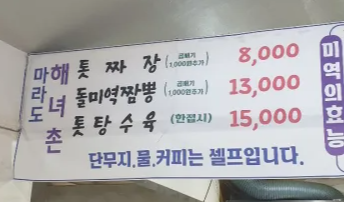 마라도
해녀촌
톳 짜 장 (곱빼기 1,000원추가) 8,000
돌미역짬뽕 (곱빼기 1,000원추가) 13,000
톳 탕 수 육 (한접시) 15,000
단무지,물,커피는 셀프입니다.
미역의효능